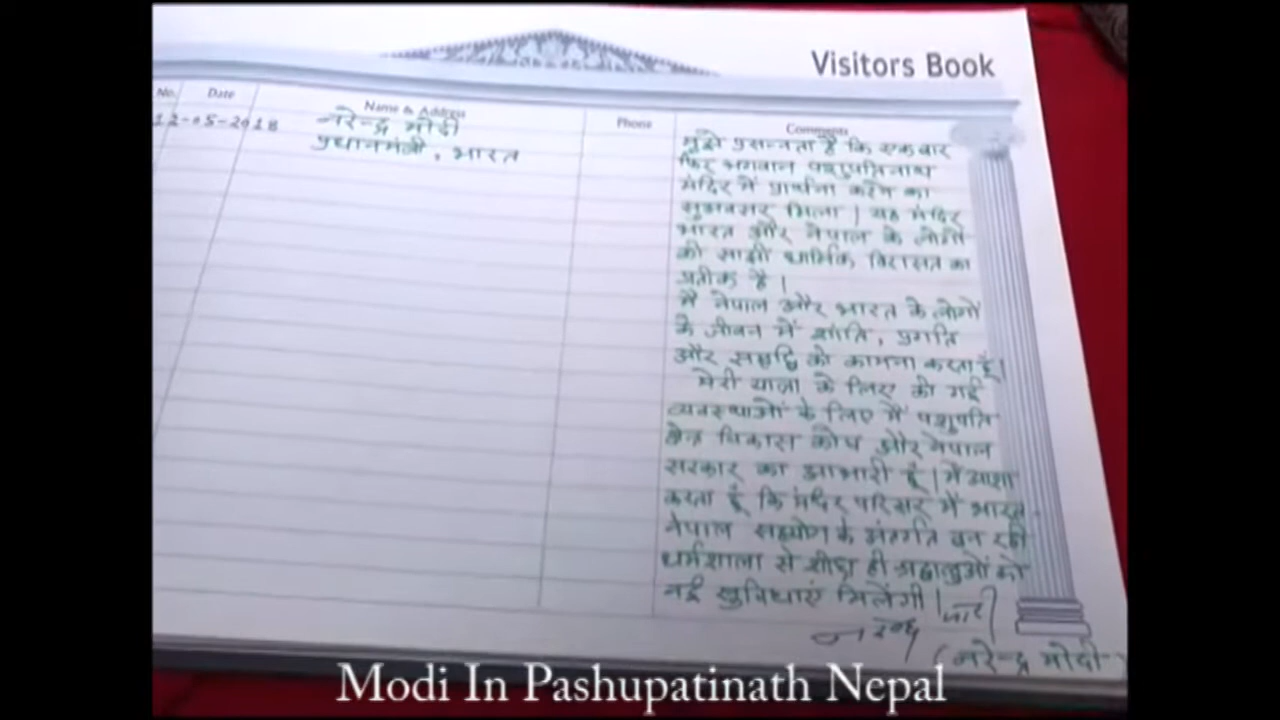 Visitors Book
No. Date Name & Address Phone Comments
12-05-2018
नरेन्द्र मोदी
प्रधानमंत्री, भारत
मुझे प्रसन्नता है कि एक बार
फिर भगवान पशुपतिनाथ
मंदिर में प्रार्थना करने का
सुअवसर मिला। यह मंदिर
भारत और नेपाल के लोगों
की साझी धार्मिक विरासत का
प्रतीक है।
मैं नेपाल और भारत के लोगों
के जीवन में शांति, प्रगति
और समृद्धि की कामना करता हूँ।
मेरी यात्रा के लिए की गई
व्यवस्थाओं के लिए मैं पशुपति
क्षेत्र विकास कोष और नेपाल
सरकार का आभारी हूँ। मैं आशा
करता हूँ कि मंदिर परिसर में भारत-
नेपाल सहयोग के अंतर्गत बन रही
धर्मशाला से शीघ्र ही श्रद्धालुओं को
नई सुविधाएं मिलेंगी।
(नरेन्द्र मोदी)
Modi In Pashupatinath Nepal